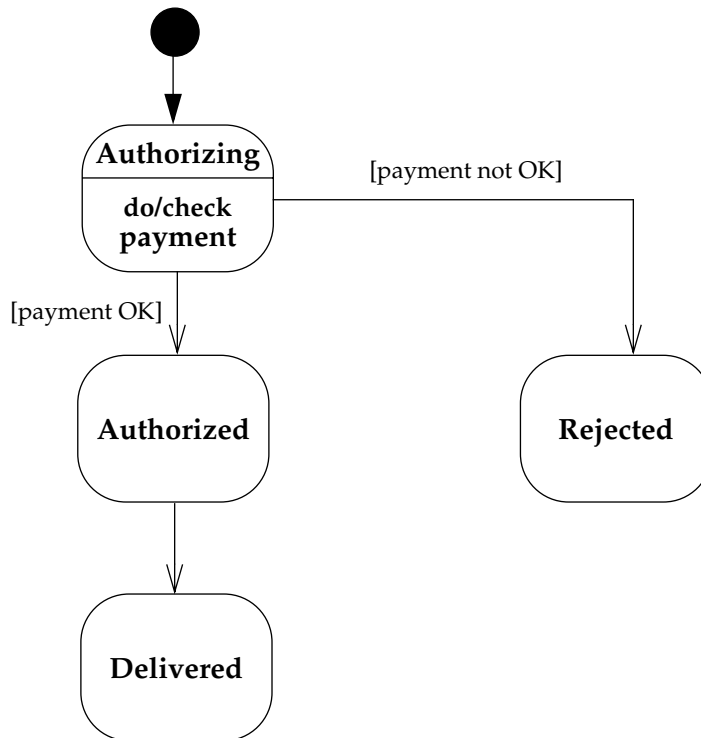 Authorizing
[payment not OK]
do/check
payment
[payment OK]
Authorized
Rejected
Delivered